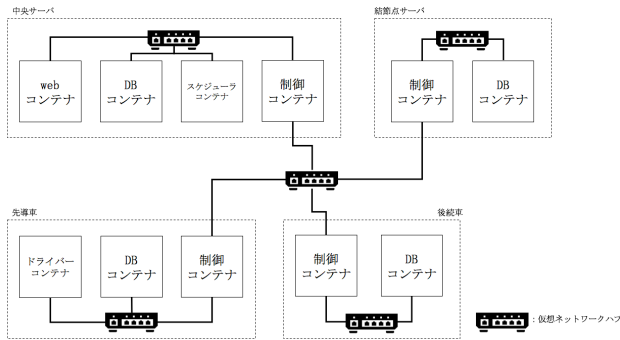 中央サーバ
結節点サーバ
web
コンテナ
DB
コンテナ
スケジューラ
コンテナ
制御
コンテナ
制御
コンテナ
DB
コンテナ
先導車
後続車
ドライバー
コンテナ
DB
コンテナ
制御
コンテナ
制御
コンテナ
DB
コンテナ
：仮想ネットワークハブ